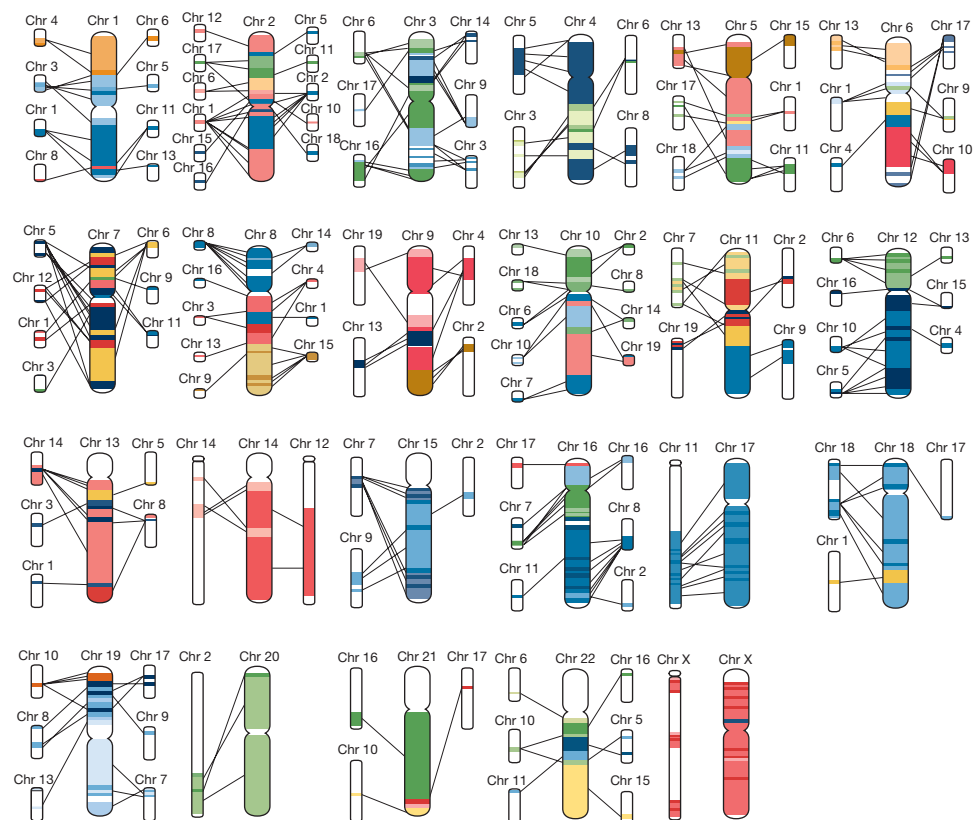 Chr 4 Chr 1 Chr 6
Chr 3 Chr 5
Chr 1 Chr 11
Chr 8 Chr 13
Chr 12 Chr 2 Chr 5
Chr 17 Chr 11
Chr 6 Chr 2
Chr 1 Chr 10
Chr 15 Chr 18
Chr 16
Chr 6 Chr 3 Chr 14
Chr 17 Chr 9
Chr 16 Chr 3
Chr 5 Chr 4 Chr 6
Chr 3 Chr 8
Chr 13 Chr 5 Chr 15
Chr 17 Chr 1
Chr 18 Chr 11
Chr 13 Chr 6 Chr 17
Chr 1 Chr 9
Chr 4 Chr 10
Chr 5 Chr 7 Chr 6
Chr 12 Chr 9
Chr 1 Chr 11
Chr 3
Chr 8 Chr 8 Chr 14
Chr 16 Chr 4
Chr 3 Chr 1
Chr 13 Chr 15
Chr 9
Chr 19 Chr 9 Chr 4
Chr 13 Chr 2
Chr 13 Chr 10 Chr 2
Chr 18 Chr 8
Chr 6 Chr 14
Chr 10 Chr 19
Chr 7
Chr 7 Chr 11 Chr 2
Chr 19 Chr 9
Chr 6 Chr 12 Chr 13
Chr 16 Chr 15
Chr 10 Chr 4
Chr 5
Chr 14 Chr 13 Chr 5
Chr 3 Chr 8
Chr 1
Chr 14 Chr 14 Chr 12
Chr 7 Chr 15 Chr 2
Chr 9
Chr 17 Chr 16 Chr 16
Chr 7 Chr 8
Chr 11 Chr 2
Chr 11 Chr 17
Chr 18 Chr 18 Chr 17
Chr 1
Chr 10 Chr 19 Chr 17
Chr 8 Chr 9
Chr 13 Chr 7
Chr 2 Chr 20
Chr 16 Chr 21 Chr 17
Chr 10
Chr 6 Chr 22 Chr 16
Chr 10 Chr 5
Chr 11 Chr 15
Chr X Chr X